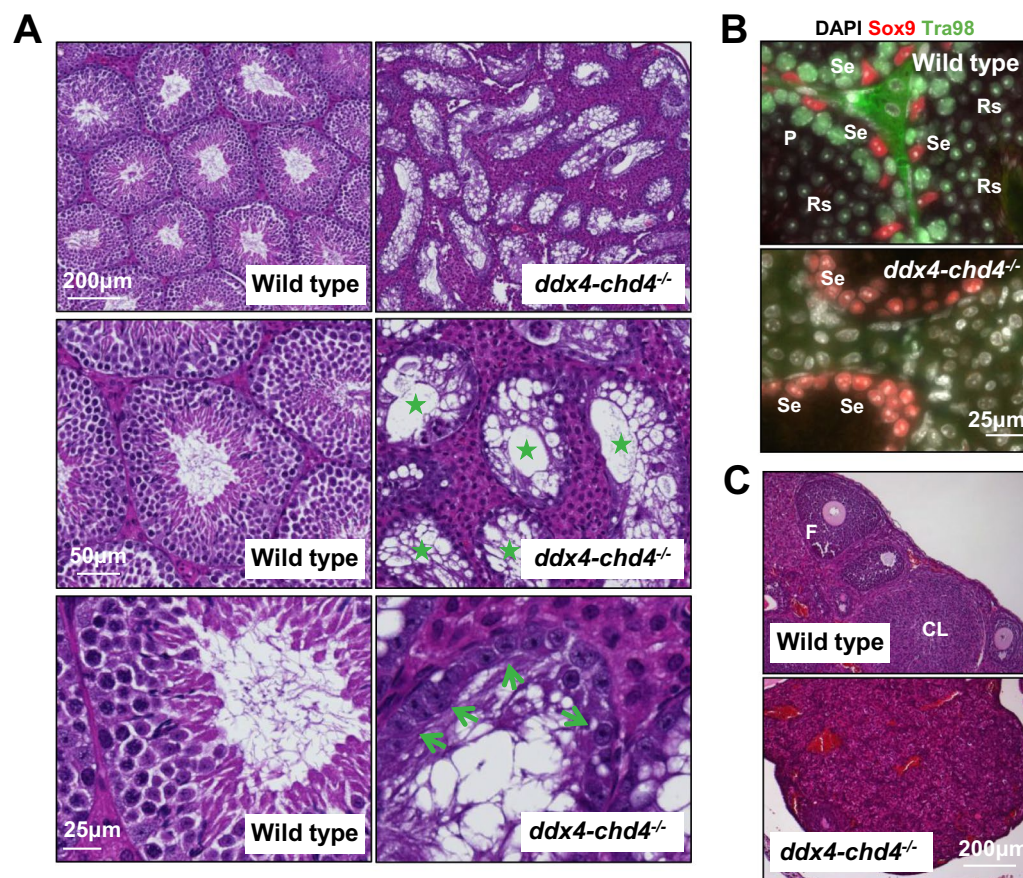 A
200µm
Wild type
ddx4-chd4-/-
50µm
Wild type
ddx4-chd4-/-
25µm
Wild type
ddx4-chd4-/-
B
DAPI Sox9 Tra98
Se
Wild type
Rs
P
Se
Se
Rs
Rs
Se
ddx4-chd4-/-
Se
Se
25µm
C
F
CL
Wild type
ddx4-chd4-/-
200µm